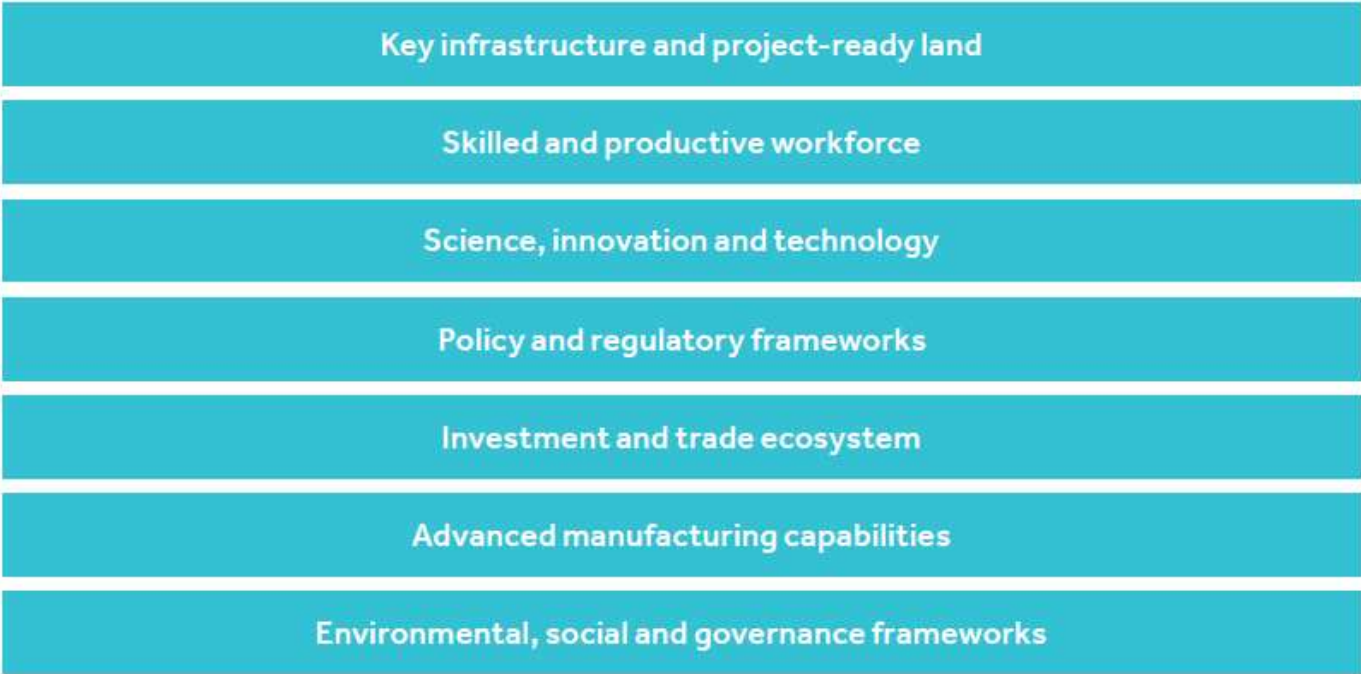 Key infrastructure and project-ready land
Skilled and productive workforce
Science, innovation and technology
Policy and regulatory frameworks
Investment and trade ecosystem
Advanced manufacturing capabilities
Environmental, social and governance frameworks